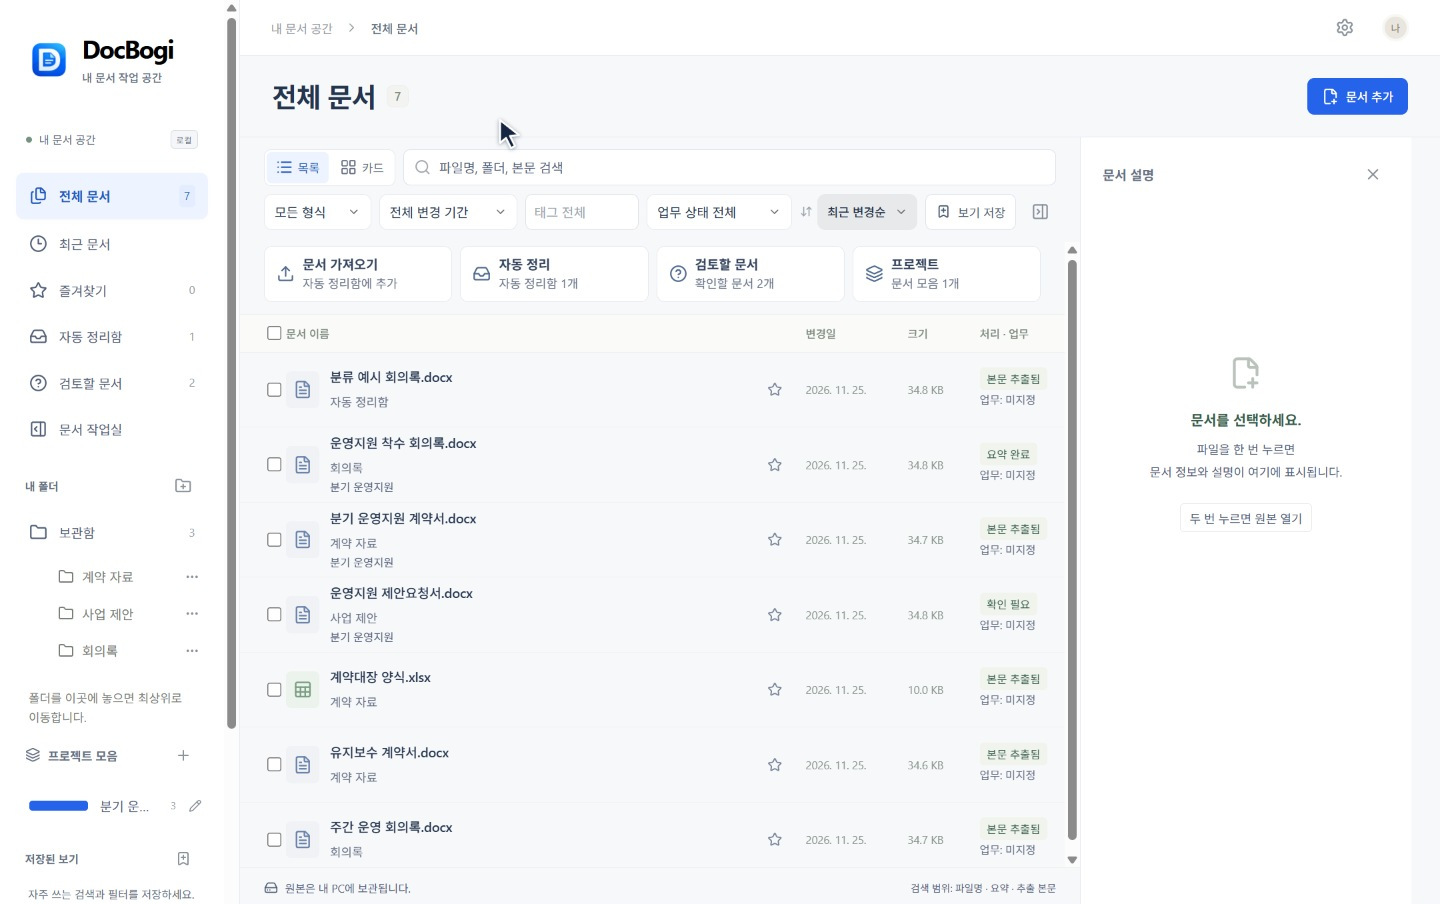 DocBogi
내 문서 작업 공간
내 문서 공간
로컬
전체 문서
7
최근 문서
즐겨찾기
0
자동 정리함
1
검토할 문서
2
문서 작업실
내 폴더
보관함
3
계약 자료
사업 제안
회의록
폴더를 이곳에 놓으면 최상위로
이동합니다.
프로젝트 모음
분기 운...
3
저장된 보기
자주 쓰는 검색과 필터를 저장하세요.
내 문서 공간
전체 문서
나
전체 문서
7
문서 추가
목록
카드
파일명, 폴더, 본문 검색
모든 형식
전체 변경 기간
태그 전체
업무 상태 전체
최근 변경순
보기 저장
문서 가져오기
자동 정리함에 추가
자동 정리
자동 정리함 1개
검토할 문서
확인할 문서 2개
프로젝트
문서 모음 1개
문서 이름
변경일
크기
처리 · 업무
분류 예시 회의록.docx
자동 정리함
2026. 11. 25.
34.8 KB
본문 추출됨
업무: 미지정
운영지원 착수 회의록.docx
회의록
분기 운영지원
2026. 11. 25.
34.8 KB
요약 완료
업무: 미지정
분기 운영지원 계약서.docx
계약 자료
분기 운영지원
2026. 11. 25.
34.7 KB
본문 추출됨
업무: 미지정
운영지원 제안요청서.docx
사업 제안
분기 운영지원
2026. 11. 25.
34.8 KB
확인 필요
업무: 미지정
계약대장 양식.xlsx
계약 자료
2026. 11. 25.
10.0 KB
본문 추출됨
업무: 미지정
유지보수 계약서.docx
계약 자료
2026. 11. 25.
34.6 KB
본문 추출됨
업무: 미지정
주간 운영 회의록.docx
회의록
2026. 11. 25.
34.7 KB
본문 추출됨
업무: 미지정
원본은 내 PC에 보관됩니다.
검색 범위: 파일명 · 요약 · 추출 본문
문서 설명
문서를 선택하세요.
파일을 한 번 누르면
문서 정보와 설명이 여기에 표시됩니다.
두 번 누르면 원본 열기